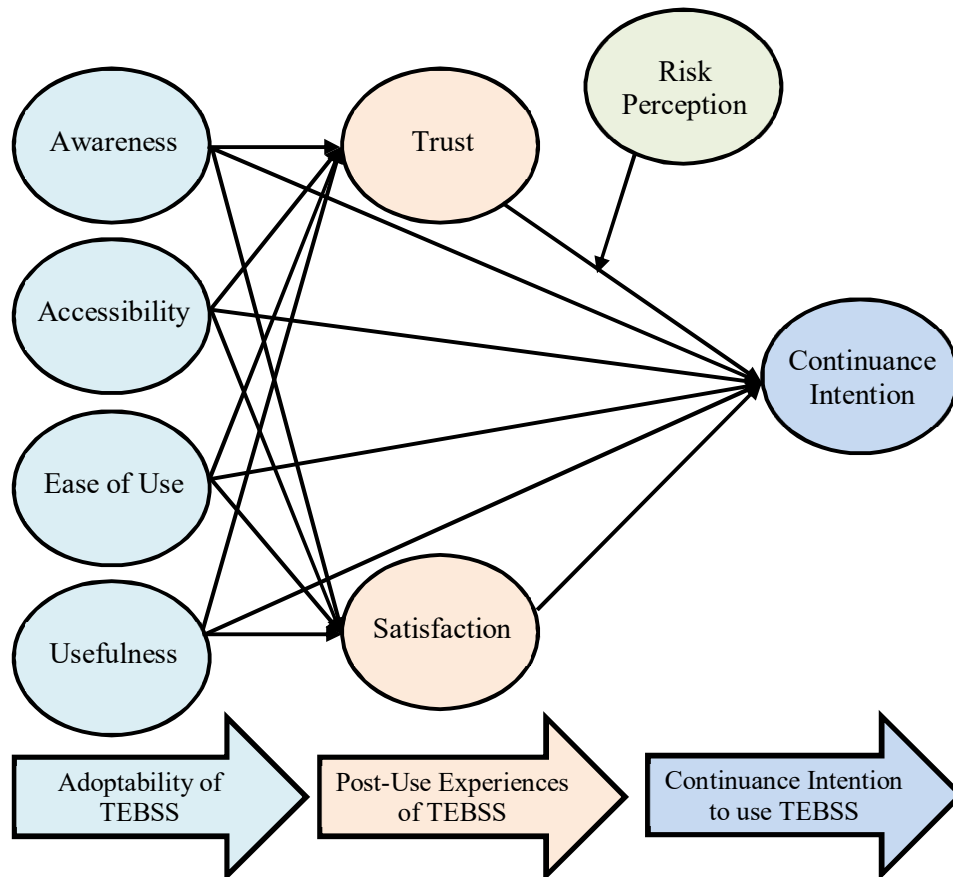 Risk
Perception
Awareness
Trust
Accessibility
Continuance
Intention
Ease of Use
Satisfaction
Usefulness
Adoptability of
TEBSS
Post-Use Experiences
of TEBSS
Continuance Intention
to use TEBSS